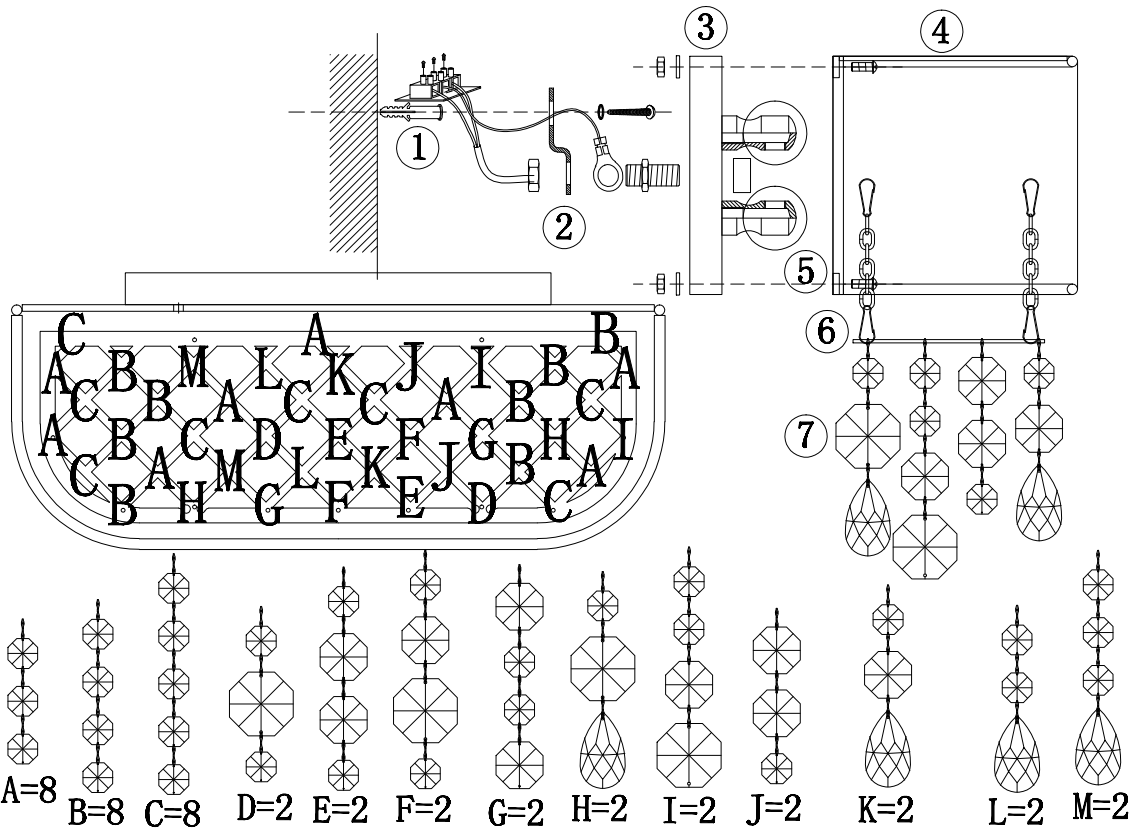 ③ ④
① ② ⑤
⑥
⑦
C A B
A B M L K J I B A
C B A C C A B C
A B C D E F G H I
C A M L K J B A
B H G F E D C
A=8 B=8 C=8 D=2 E=2 F=2 G=2 H=2 I=2 J=2 K=2 L=2 M=2